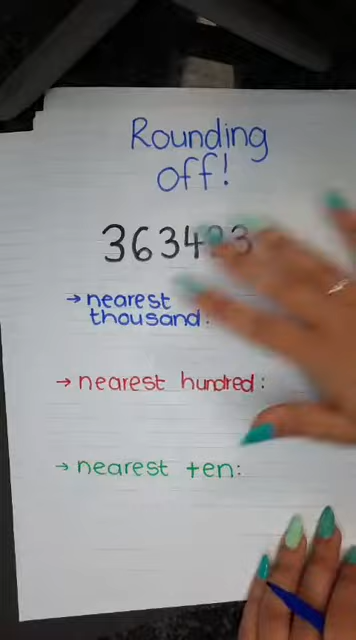 Rounding
off!
→ nearest
thousand:
→ nearest hundred:
→ nearest ten: